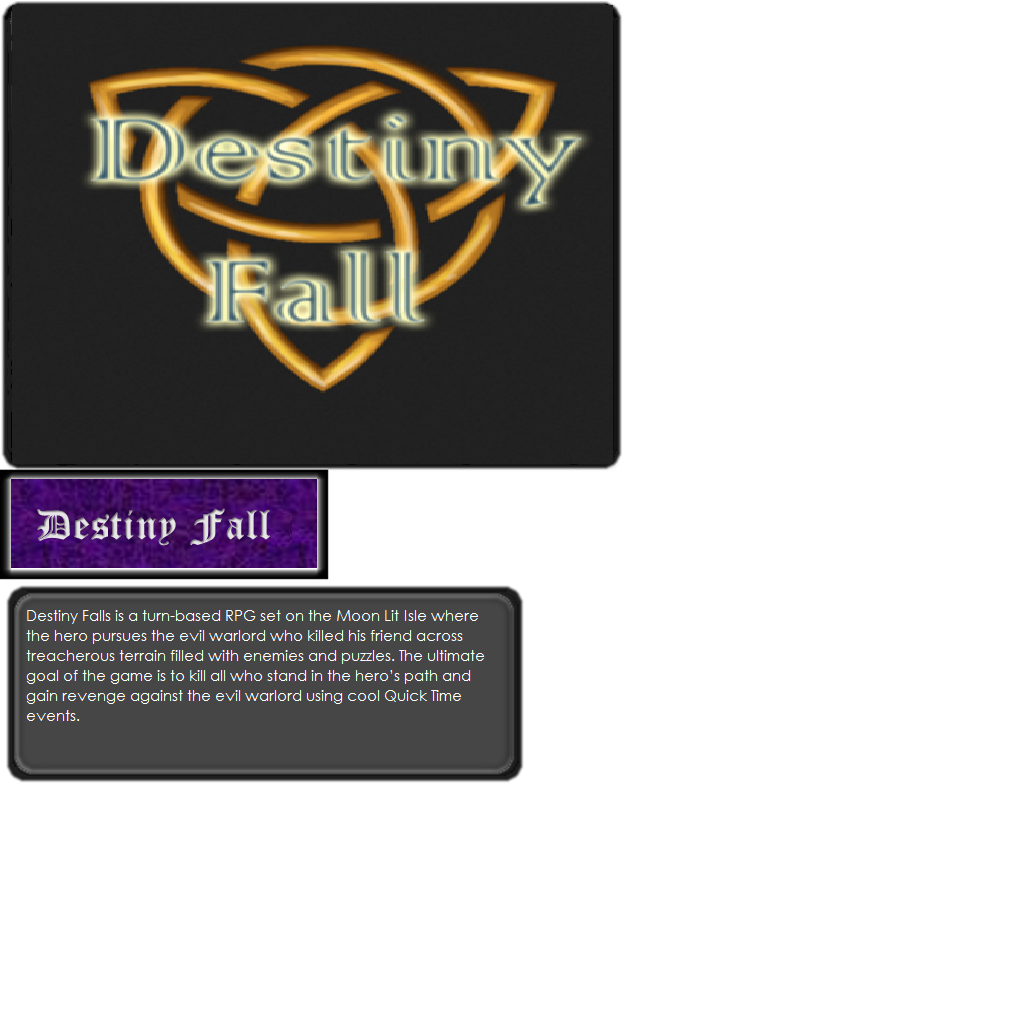 Destiny
Fall
Destiny Fall
Destiny Falls is a turn-based RPG set on the Moon Lit Isle where
the hero pursues the evil warlord who killed his friend across
treacherous terrain filled with enemies and puzzles. The ultimate
goal of the game is to kill all who stand in the hero's path and
gain revenge against the evil warlord using cool Quick Time
events.